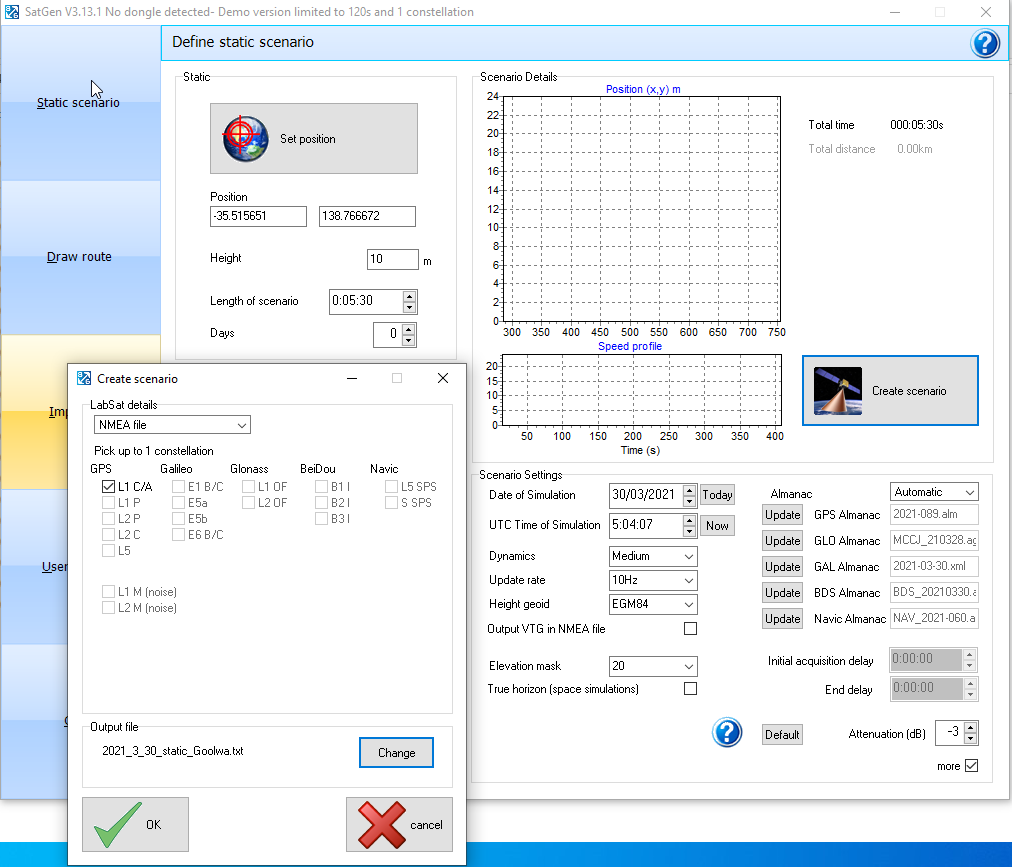 SatGen V3.13.1 No dongle detected- Demo version limited to 120s and 1 constellation
Static scenario
Draw route
Imp
User
Define static scenario
Static
Set position
Position
-35.515651 138.766672
Height 10 m
Length of scenario 0:05:30
Days 0
Scenario Details
Position (x,y) m
24
22
20
18
16
14
12
10
8
6
4
2
0
300 350 400 450 500 550 600 650 700 750
Speed profile
20
15
10
5
0
50 100 150 200 250 300 350 400
Time (s)
Total time 000:05:30s
Total distance 0.00km
Create scenario
Scenario Settings
Date of Simulation 30/03/2021 Today
UTC Time of Simulation 5:04:07 Now
Dynamics Medium
Update rate 10Hz
Height geoid EGM84
Output VTG in NMEA file
Elevation mask 20
True horizon (space simulations)
Almanac Automatic
Update GPS Almanac 2021-089.alm
Update GLO Almanac MCCJ_210328.ag
Update GAL Almanac 2021-03-30.xml
Update BDS Almanac BDS_20210330.a
Update Navic Almanac NAV_2021-060.a
Initial acquisition delay 0:00:00
End delay 0:00:00
Default
Attenuation (dB) -3
more
Create scenario
LabSat details
NMEA file
Pick up to 1 constellation
GPS Galileo Glonass BeiDou Navic
L1 C/A E1 B/C L1 OF B1 I L5 SPS
L1 P E5a L2 OF B2 I S SPS
L2 P E5b B3 I
L2 C E6 B/C
L5
L1 M (noise)
L2 M (noise)
Output file
2021_3_30_static_Goolwa.txt
Change
OK
cancel